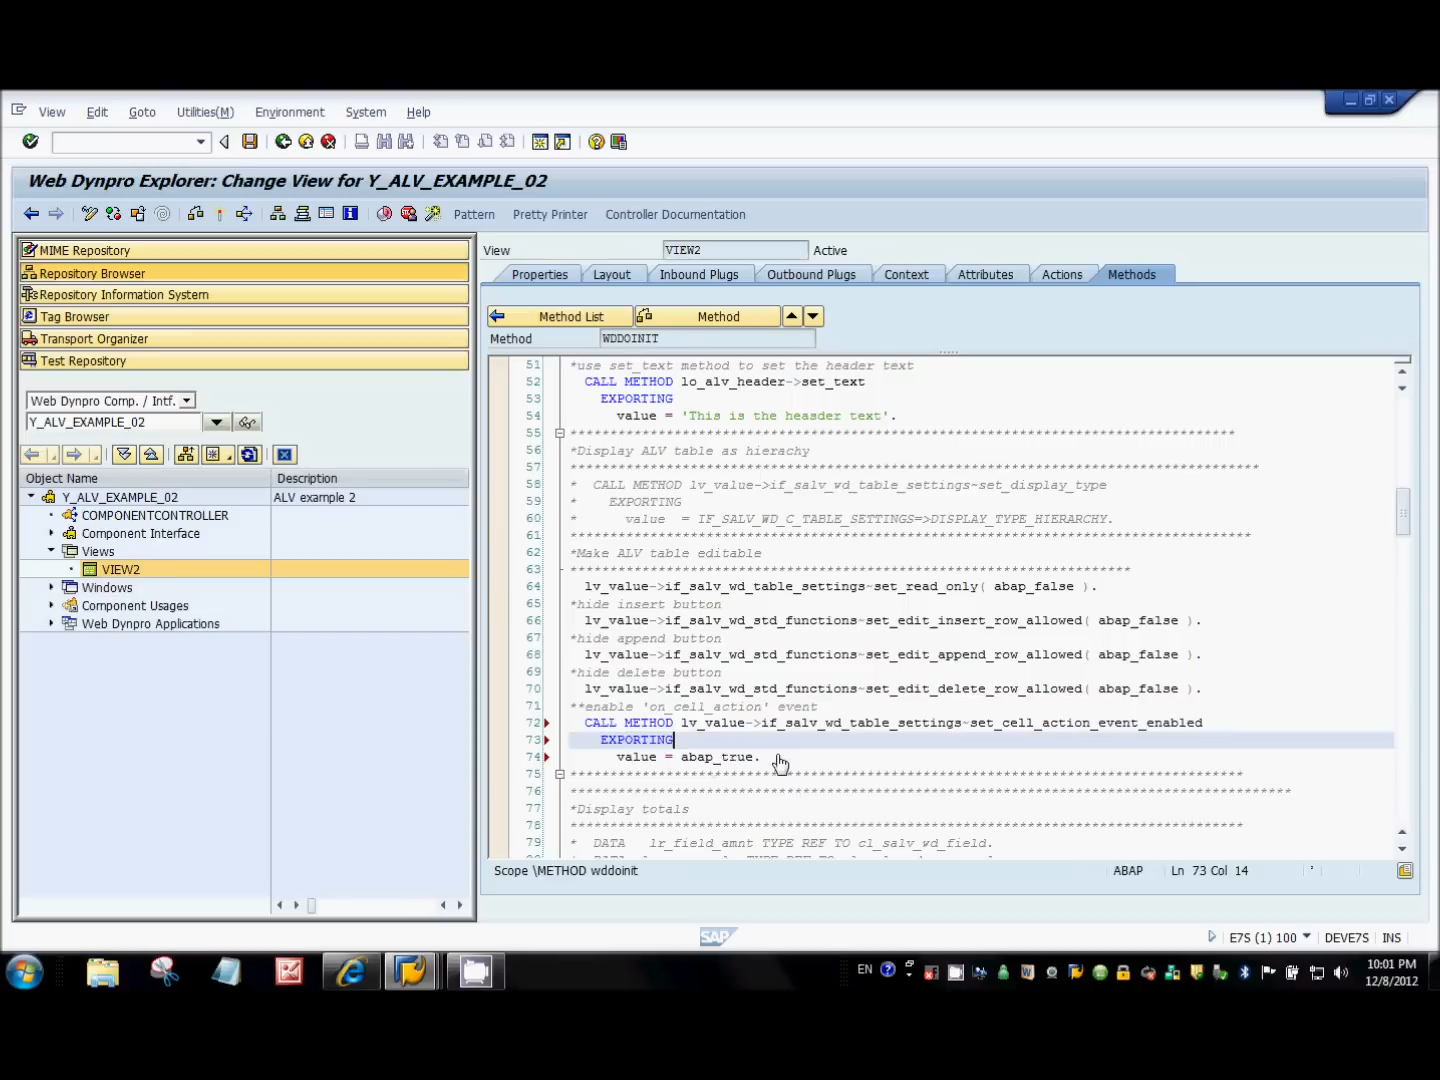 View Edit Goto Utilities(M) Environment System Help
Web Dynpro Explorer: Change View for Y_ALV_EXAMPLE_02
Pattern Pretty Printer Controller Documentation
MIME Repository
Repository Browser
Repository Information System
Tag Browser
Transport Organizer
Test Repository
Web Dynpro Comp. / Intf.
Y_ALV_EXAMPLE_02
Object Name Description
Y_ALV_EXAMPLE_02 ALV example 2
COMPONENTCONTROLLER
Component Interface
Views
VIEW2
Windows
Component Usages
Web Dynpro Applications
View VIEW2 Active
Properties Layout Inbound Plugs Outbound Plugs Context Attributes Actions Methods
Method List Method
Method WDDOINIT
51 *use set_text method to set the header text
52 CALL METHOD lo_alv_header->set_text
53 EXPORTING
54 value = 'This is the heasder text'.
55 ***********************************************************************************
56 *Display ALV table as hierachy
57 **************************************************************************************
58 * CALL METHOD lv_value->if_salv_wd_table_settings~set_display_type
59 * EXPORTING
60 * value = IF_SALV_WD_C_TABLE_SETTINGS=>DISPLAY_TYPE_HIERARCHY.
61 *************************************************************************************
62 *Make ALV table editable
63 **********************************************************************
64 lv_value->if_salv_wd_table_settings~set_read_only( abap_false ).
65 *hide insert button
66 lv_value->if_salv_wd_std_functions~set_edit_insert_row_allowed( abap_false ).
67 *hide append button
68 lv_value->if_salv_wd_std_functions~set_edit_append_row_allowed( abap_false ).
69 *hide delete button
70 lv_value->if_salv_wd_std_functions~set_edit_delete_row_allowed( abap_false ).
71 **enable 'on_cell_action' event
72 CALL METHOD lv_value->if_salv_wd_table_settings~set_cell_action_event_enabled
73 EXPORTING
74 value = abap_true.
75 ************************************************************************************
76 ******************************************************************************************
77 *Display totals
78 ************************************************************************************
79 * DATA lr_field_amnt TYPE REF TO cl_salv_wd_field.
Scope \METHOD wddoinit ABAP Ln 73 Col 14
SAP E7S (1) 100 DEVE7S INS
EN 10:01 PM
12/8/2012